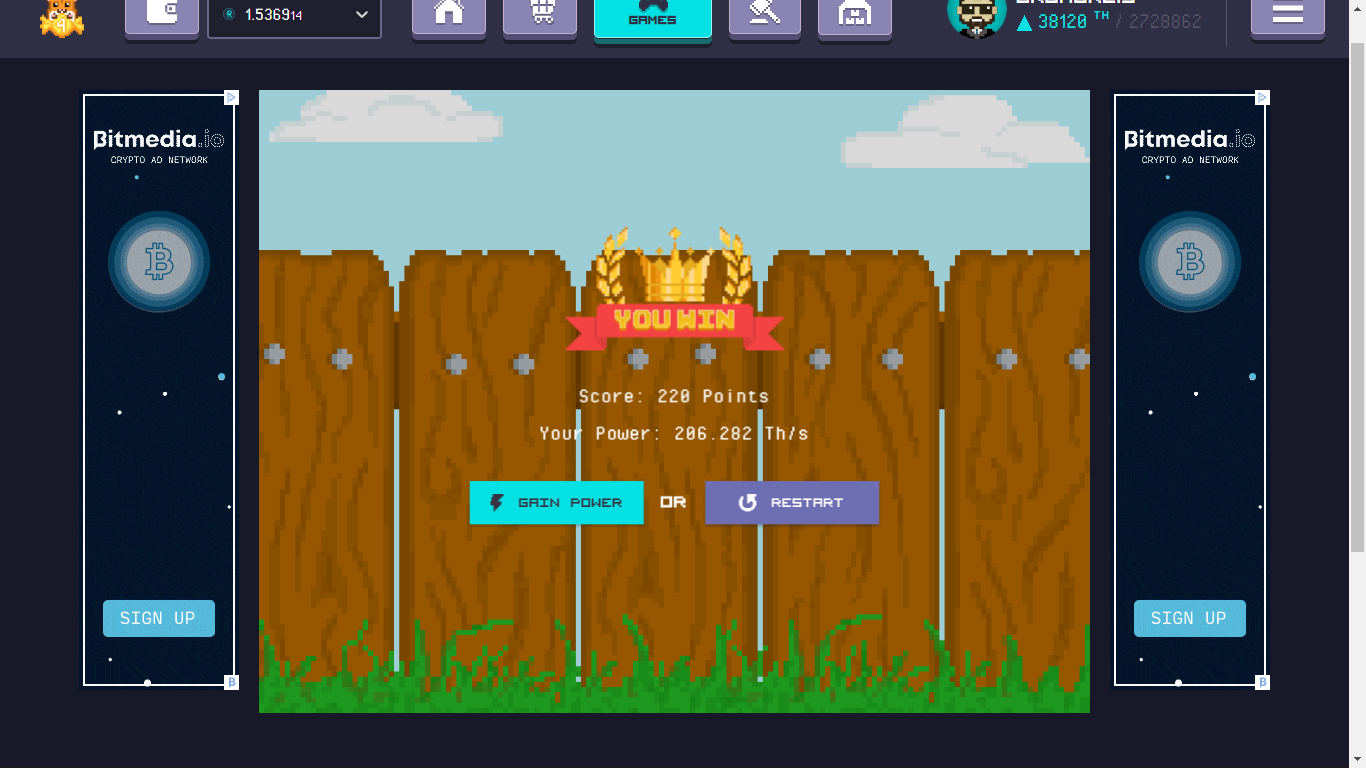 1.536914
GAMES
38120 TH / 2728862
Bitmedia.io
CRYPTO AD NETWORK
SIGN UP
YOU WIN
Score: 220 Points
Your Power: 206.282 Th/s
GAIN POWER OR RESTART
Bitmedia.io
CRYPTO AD NETWORK
SIGN UP